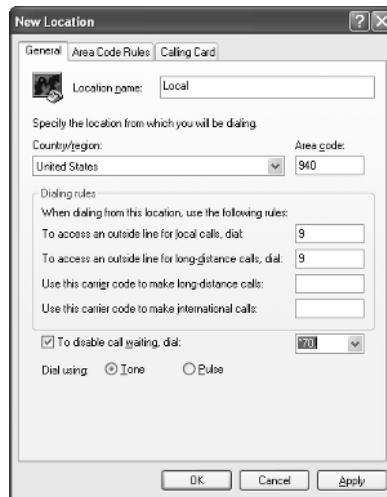 New Location
General Area Code Rules Calling Card
Location name: Local
Specify the location from which you will be dialing.
Country/region: Area code:
United States 940
Dialing rules
When dialing from this location, use the following rules:
To access an outside line for local calls, dial: 9
To access an outside line for long-distance calls, dial: 9
Use this carrier code to make long-distance calls:
Use this carrier code to make international calls:
To disable call waiting, dial: *70,
Dial using: Tone Pulse
OK Cancel Apply